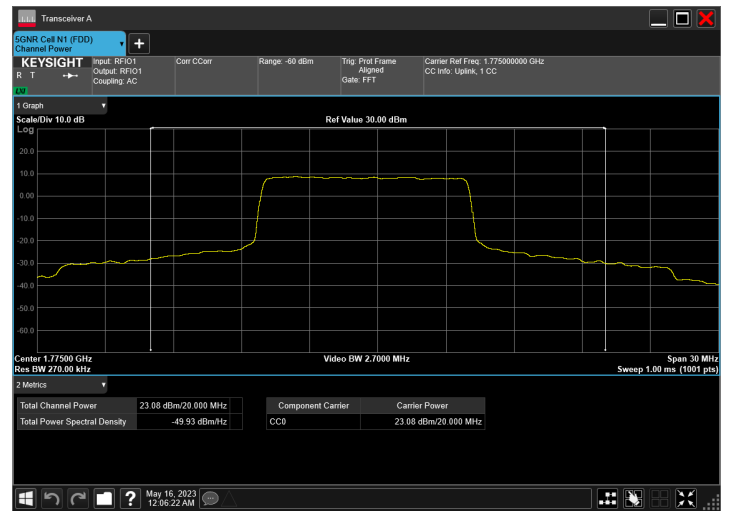 Transceiver A
5GNR Cell N1 (FDD)
Channel Power
KEYSIGHT
R T
LXI
Input: RFIO1
Output: RFIO1
Coupling: AC
Corr CCorr
Range: -60 dBm
Trig: Prot Frame
Aligned
Gate: FFT
Carrier Ref Freq: 1.775000000 GHz
CC Info: Uplink, 1 CC
1 Graph
Scale/Div 10.0 dB
Ref Value 30.00 dBm
Log
20.0
10.0
0.00
-10.0
-20.0
-30.0
-40.0
-50.0
-60.0
Center 1.77500 GHz
Video BW 2.7000 MHz
Span 30 MHz
Res BW 270.00 kHz
Sweep 1.00 ms (1001 pts)
2 Metrics
Total Channel Power 23.08 dBm/20.000 MHz
Total Power Spectral Density -49.93 dBm/Hz
Component Carrier Carrier Power
CC0 23.08 dBm/20.000 MHz
May 16, 2023
12:06:22 AM